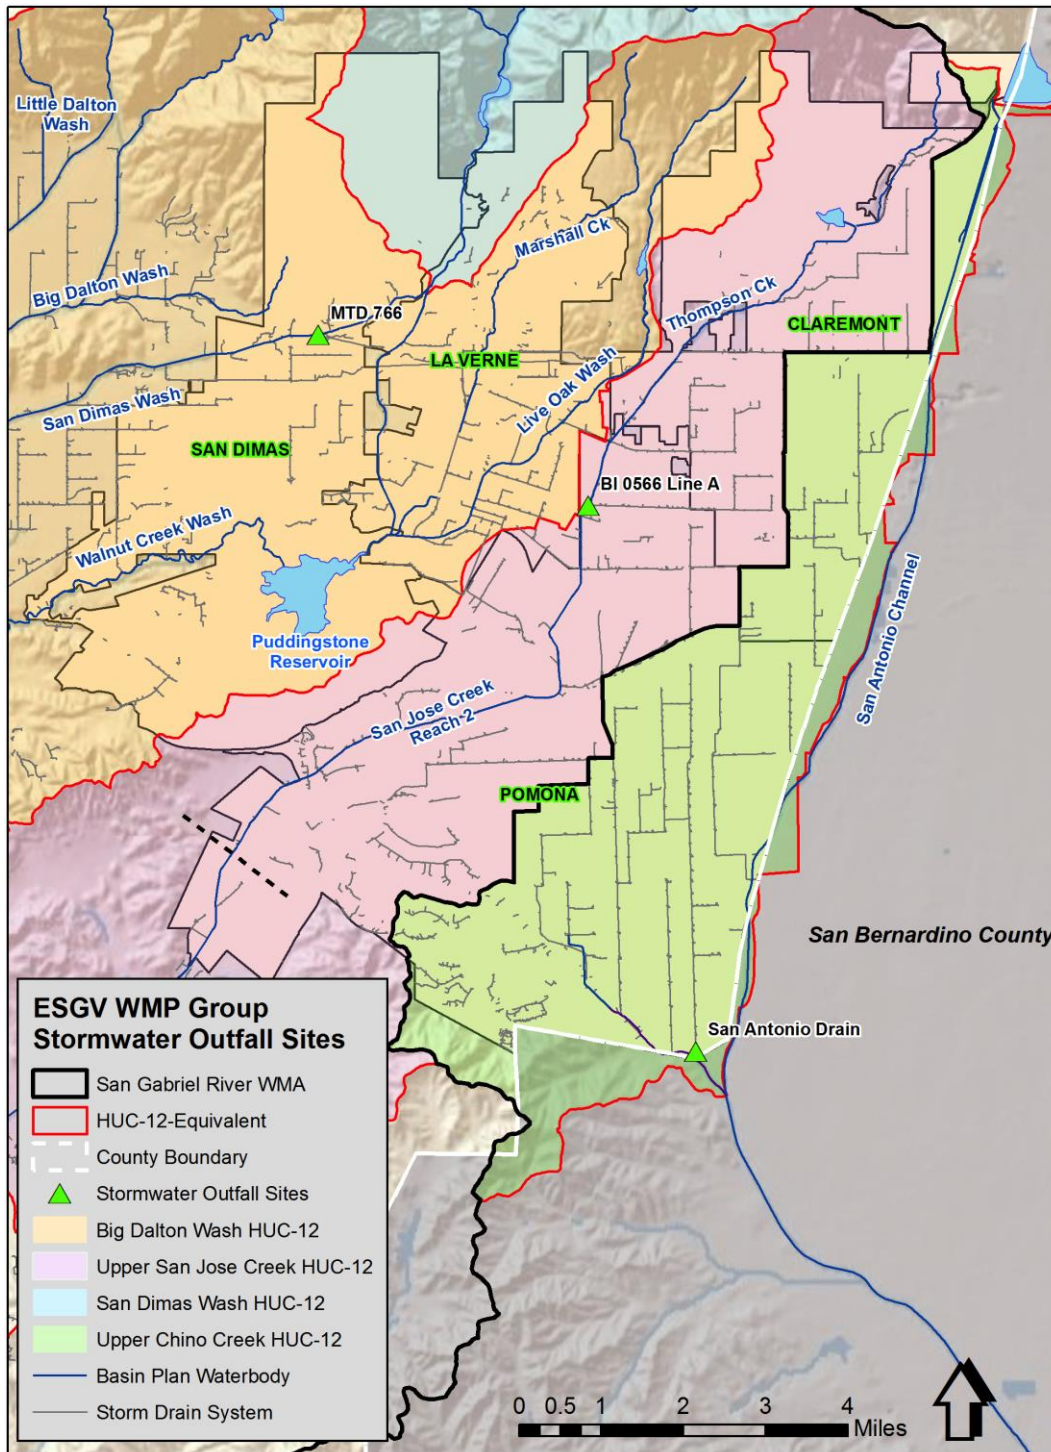 Little Dalton
Wash
Marshall Ck
Big Dalton Wash
MTD 766
Thompson Ck
CLAREMONT
LA VERNE
San Dimas Wash
Live Oak Wash
SAN DIMAS
BI 0566 Line A
Walnut Creek Wash
Puddingstone
Reservoir
San Antonio Channel
San Jose Creek
Reach 2
POMONA
San Bernardino County
San Antonio Drain
ESGV WMP Group
Stormwater Outfall Sites
San Gabriel River WMA
HUC-12-Equivalent
County Boundary
Stormwater Outfall Sites
Big Dalton Wash HUC-12
Upper San Jose Creek HUC-12
San Dimas Wash HUC-12
Upper Chino Creek HUC-12
Basin Plan Waterbody
Storm Drain System
0 0.5 1 2 3 4
Miles